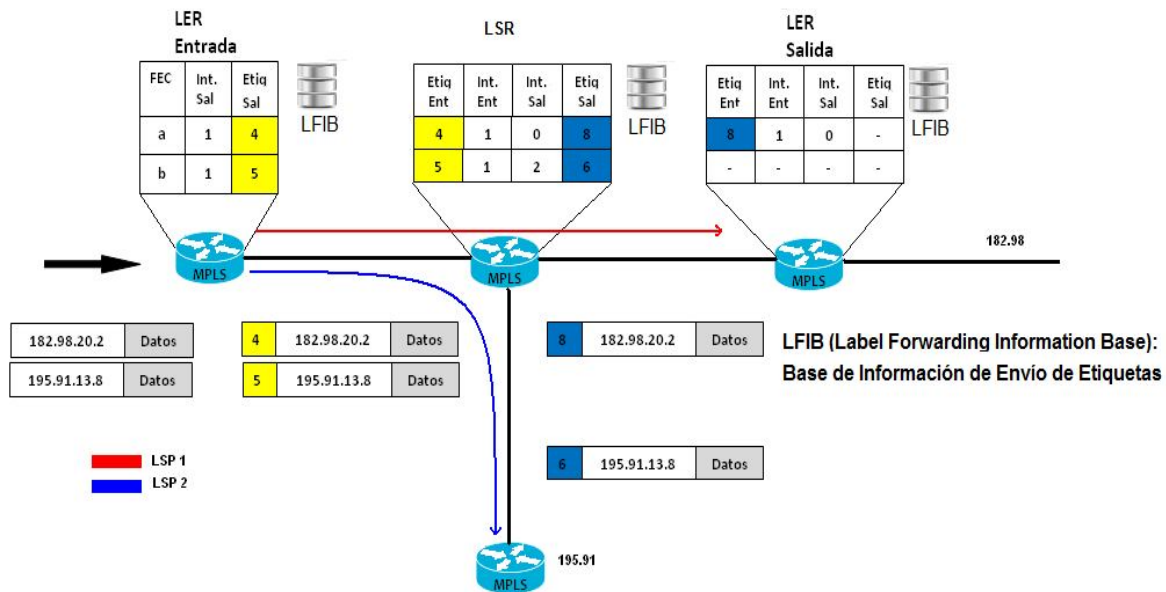 LER
Entrada
FEC Int. Sal Etiq Sal
a 1 4
b 1 5
LFIB
LSR
Etiq Ent Int. Ent Int. Sal Etiq Sal
4 1 0 8
5 1 2 6
LFIB
LER
Salida
Etiq Ent Int. Ent Int. Sal Etiq Sal
8 1 0 -
- - - -
LFIB
MPLS
MPLS
MPLS
182.98
182.98.20.2 Datos
195.91.13.8 Datos
4 182.98.20.2 Datos
5 195.91.13.8 Datos
8 182.98.20.2 Datos
LFIB (Label Forwarding Information Base):
Base de Información de Envío de Etiquetas
6 195.91.13.8 Datos
LSP 1
LSP 2
MPLS
195.91